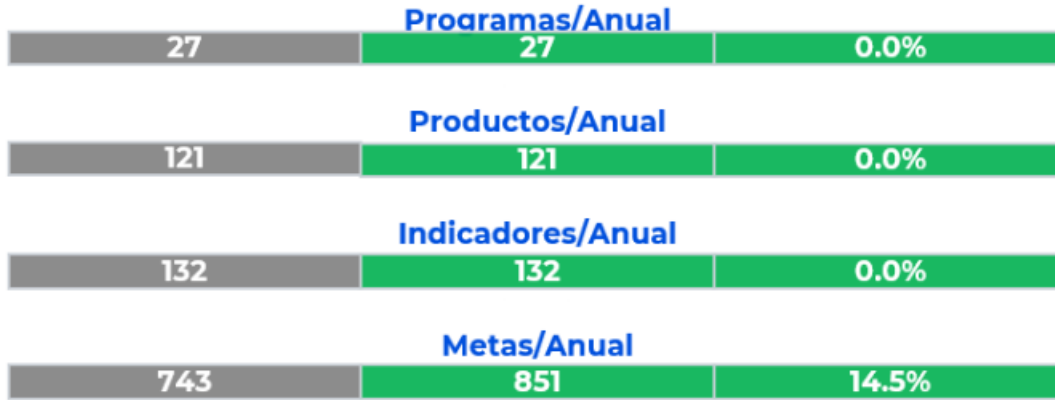 Programas/Anual
27 27 0.0%
Productos/Anual
121 121 0.0%
Indicadores/Anual
132 132 0.0%
Metas/Anual
743 851 14.5%